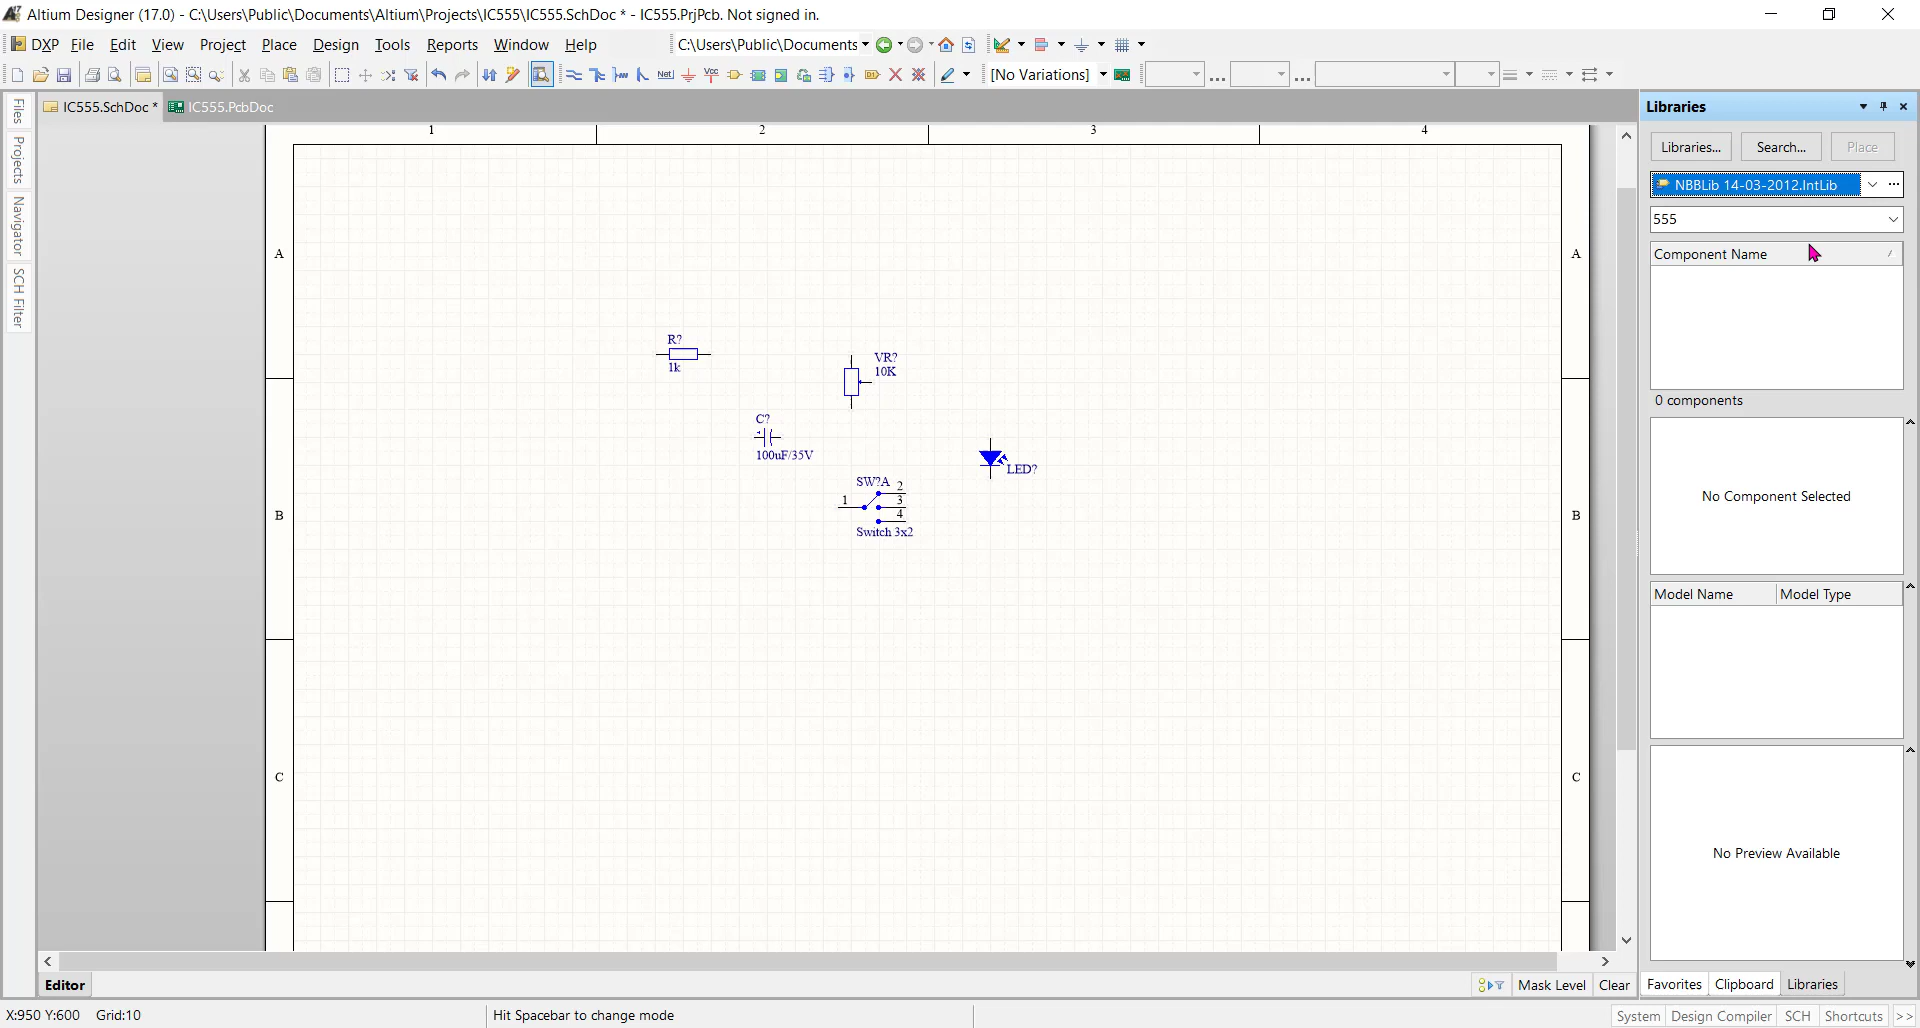 Altium Designer (17.0) - C:\Users\Public\Documents\Altium\Projects\IC555\IC555.SchDoc * - IC555.PrjPcb. Not signed in.
DXP File Edit View Project Place Design Tools Reports Window Help C:\Users\Public\Documents
Net Vcc D1 [No Variations] ... ...
IC555.SchDoc * IC555.PcbDoc Libraries
Files
Projects
Navigator
SCH Filter
1 2 3 4
Libraries... Search... Place
NBBLib 14-03-2012.IntLib ...
555
Component Name
A A
R?
1k
VR?
10K
0 components
C?
100uF/35V
LED?
SW?A
1 2
3
4
Switch 3x2
No Component Selected
B B
Model Name Model Type
C C
No Preview Available
Editor Mask Level Clear Favorites Clipboard Libraries
X:950 Y:600 Grid:10 Hit Spacebar to change mode System Design Compiler SCH Shortcuts >>